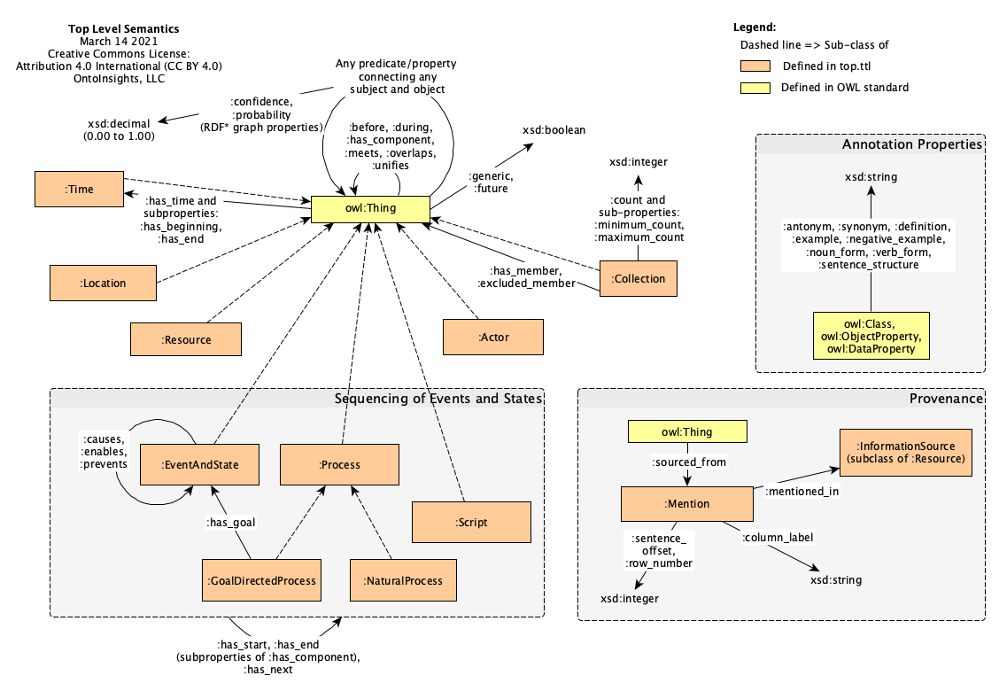 Top Level Semantics
March 14 2021
Creative Commons License:
Attribution 4.0 International (CC BY 4.0)
OntoInsights, LLC
Legend:
Dashed line => Sub-class of
Defined in top.ttl
Defined in OWL standard
Any predicate/property
connecting any
subject and object
:confidence,
:probability
(RDF* graph properties)
xsd:decimal
(0.00 to 1.00)
:before, :during,
:has_component,
:meets, :overlaps,
:unifies
xsd:boolean
:generic,
:future
xsd:integer
:count and
sub-properties:
:minimum_count,
:maximum_count
:Time
:has_time and
subproperties:
:has_beginning,
:has_end
owl:Thing
:has_member,
:excluded_member
:Collection
:Location
:Resource
:Actor
Annotation Properties
xsd:string
:antonym, :synonym, :definition,
:example, :negative_example,
:noun_form, :verb_form,
:sentence_structure
owl:Class,
owl:ObjectProperty,
owl:DataProperty
Sequencing of Events and States
:causes,
:enables,
:prevents
:EventAndState
:Process
:has_goal
:Script
:GoalDirectedProcess
:NaturalProcess
:has_start, :has_end
(subproperties of :has_component),
:has_next
Provenance
owl:Thing
:sourced_from
:InformationSource
(subclass of :Resource)
:mentioned_in
:Mention
:sentence_
offset,
:row_number
:column_label
xsd:string
xsd:integer